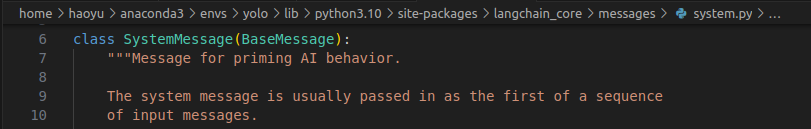 home > haoyu > anaconda3 > envs > yolo > lib > python3.10 > site-packages > langchain_core > messages > system.py > ...
6 class SystemMessage(BaseMessage):
7     """Message for priming AI behavior.
8
9     The system message is usually passed in as the first of a sequence
10     of input messages.